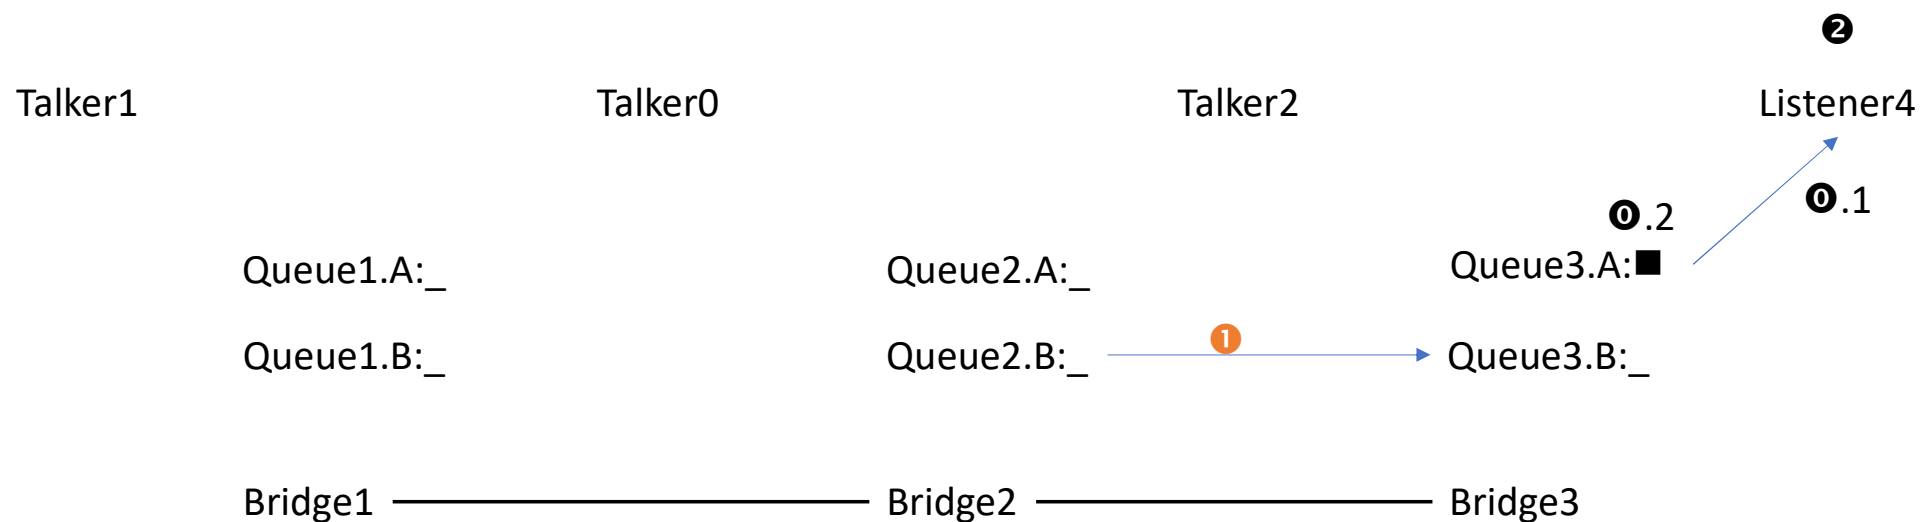 ❷
Talker1 Talker0 Talker2 Listener4
⓿.2 ⓿.1
Queue1.A:_ Queue2.A:_ Queue3.A:■
❶
Queue1.B:_ Queue2.B:_ Queue3.B:_
Bridge1 Bridge2 Bridge3